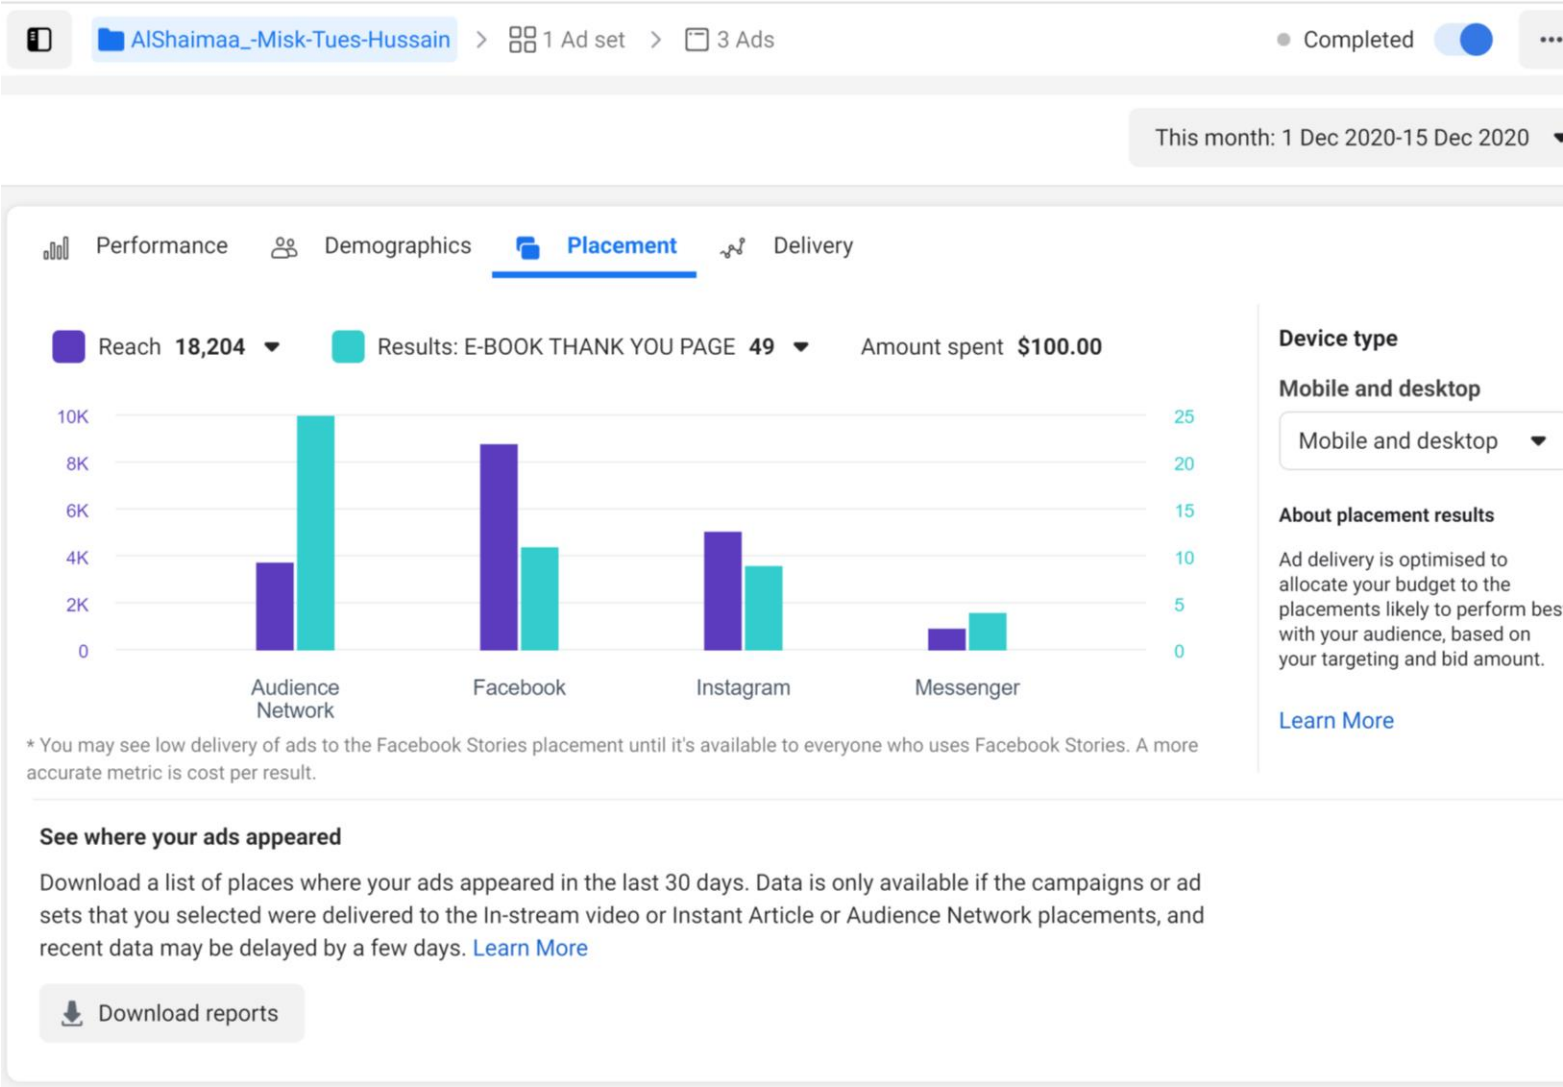 AlShaimaa_-Misk-Tues-Hussain > 1 Ad set > 3 Ads Completed
This month: 1 Dec 2020-15 Dec 2020
Performance Demographics Placement Delivery
Reach 18,204 Results: E-BOOK THANK YOU PAGE 49 Amount spent $100.00
10K
8K
6K
4K
2K
0
25
20
15
10
5
0
Audience
Network
Facebook
Instagram
Messenger
* You may see low delivery of ads to the Facebook Stories placement until it's available to everyone who uses Facebook Stories. A more
accurate metric is cost per result.
Device type
Mobile and desktop
Mobile and desktop
About placement results
Ad delivery is optimised to
allocate your budget to the
placements likely to perform bes
with your audience, based on
your targeting and bid amount.
Learn More
See where your ads appeared
Download a list of places where your ads appeared in the last 30 days. Data is only available if the campaigns or ad
sets that you selected were delivered to the In-stream video or Instant Article or Audience Network placements, and
recent data may be delayed by a few days. Learn More
Download reports